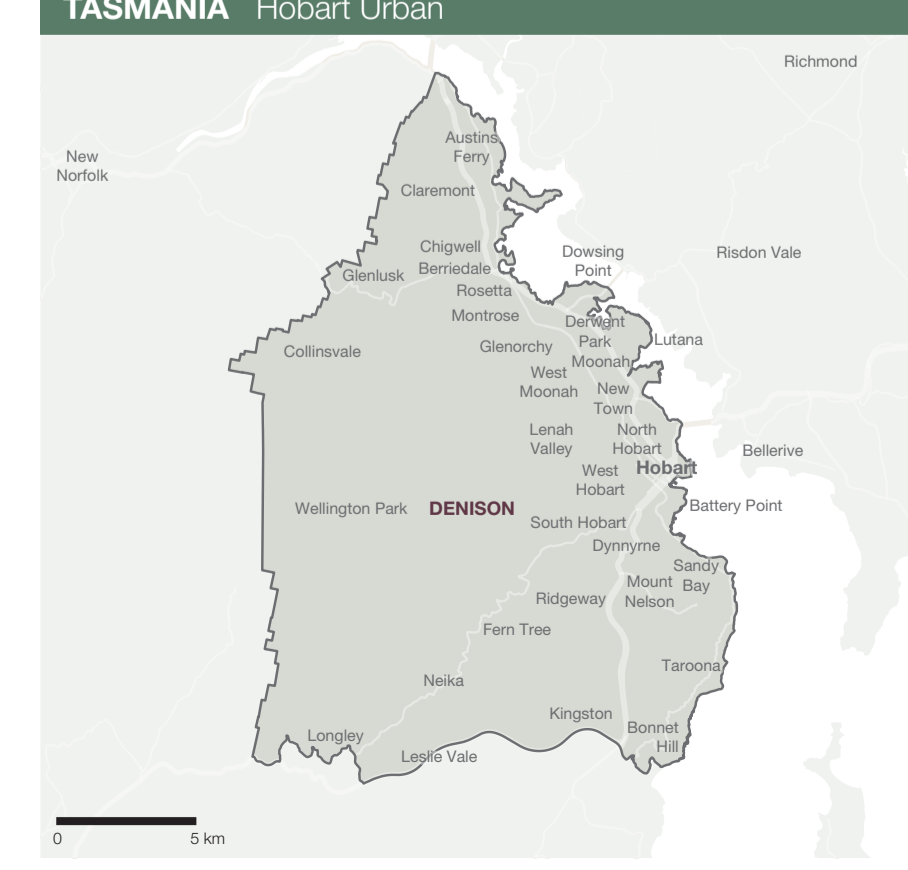 TASMANIA Hobart Urban
Richmond
Austins
Ferry
New
Norfolk
Claremont
Chigwell
Dowsing
Point
Risdon Vale
Berriedale
Glenlusk
Rosetta
Montrose
Derwent
Park
Lutana
Glenorchy
Collinsvale
Moonah
West
Moonah
New
Town
Lenah
Valley
North
Hobart
Bellerive
Hobart
West
Hobart
Battery Point
Wellington Park
DENISON
South Hobart
Dynnyrne
Sandy
Bay
Mount
Nelson
Ridgeway
Fern Tree
Taroona
Neika
Kingston
Bonnet
Hill
Longley
Leslie Vale
0
5 km